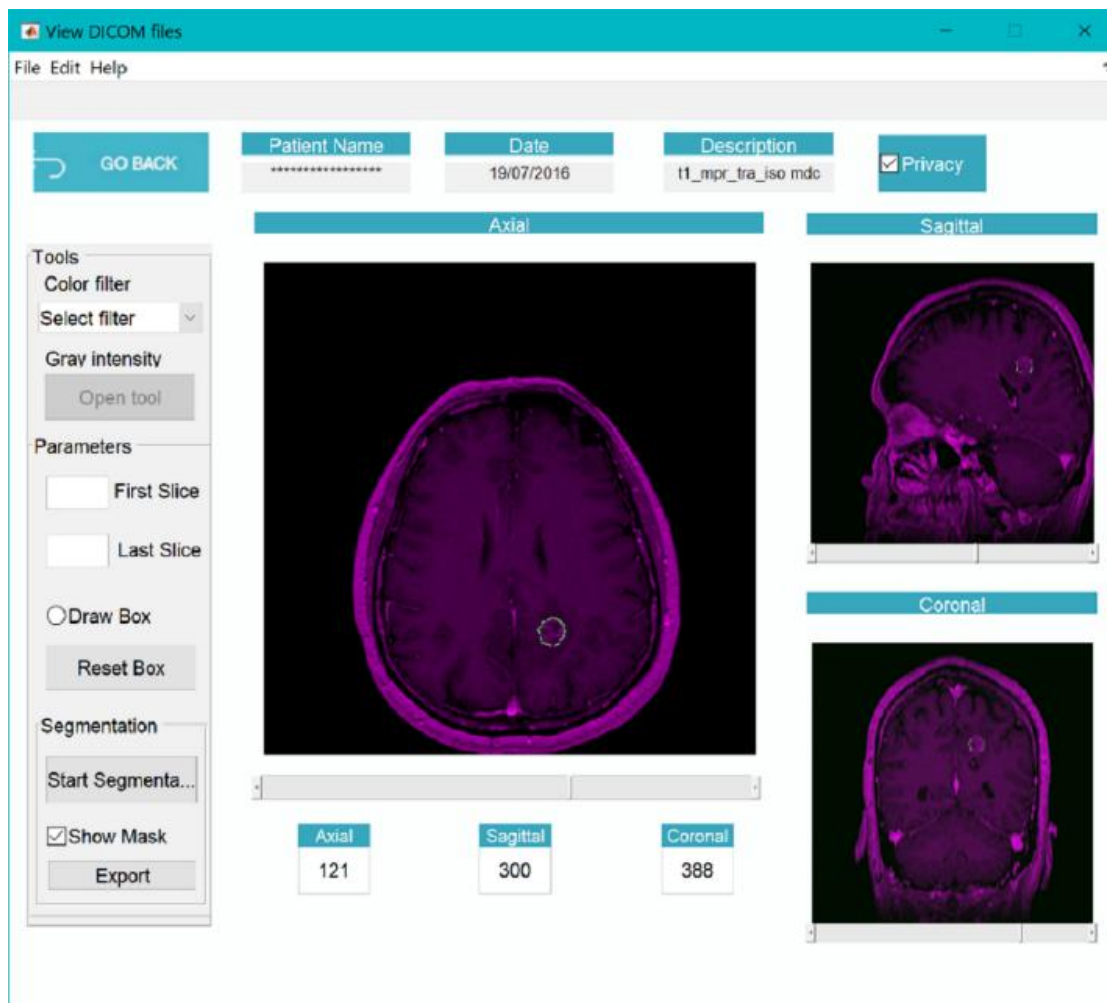 View DICOM files
File Edit Help
GO BACK
Patient Name
*****************
Date
19/07/2016
Description
t1_mpr_tra_iso mdc
Privacy
Axial
Sagittal
Tools
Color filter
Select filter
Gray intensity
Open tool
Parameters
First Slice
Last Slice
Draw Box
Reset Box
Segmentation
Start Segmenta...
Show Mask
Export
Coronal
Axial
121
Sagittal
300
Coronal
388